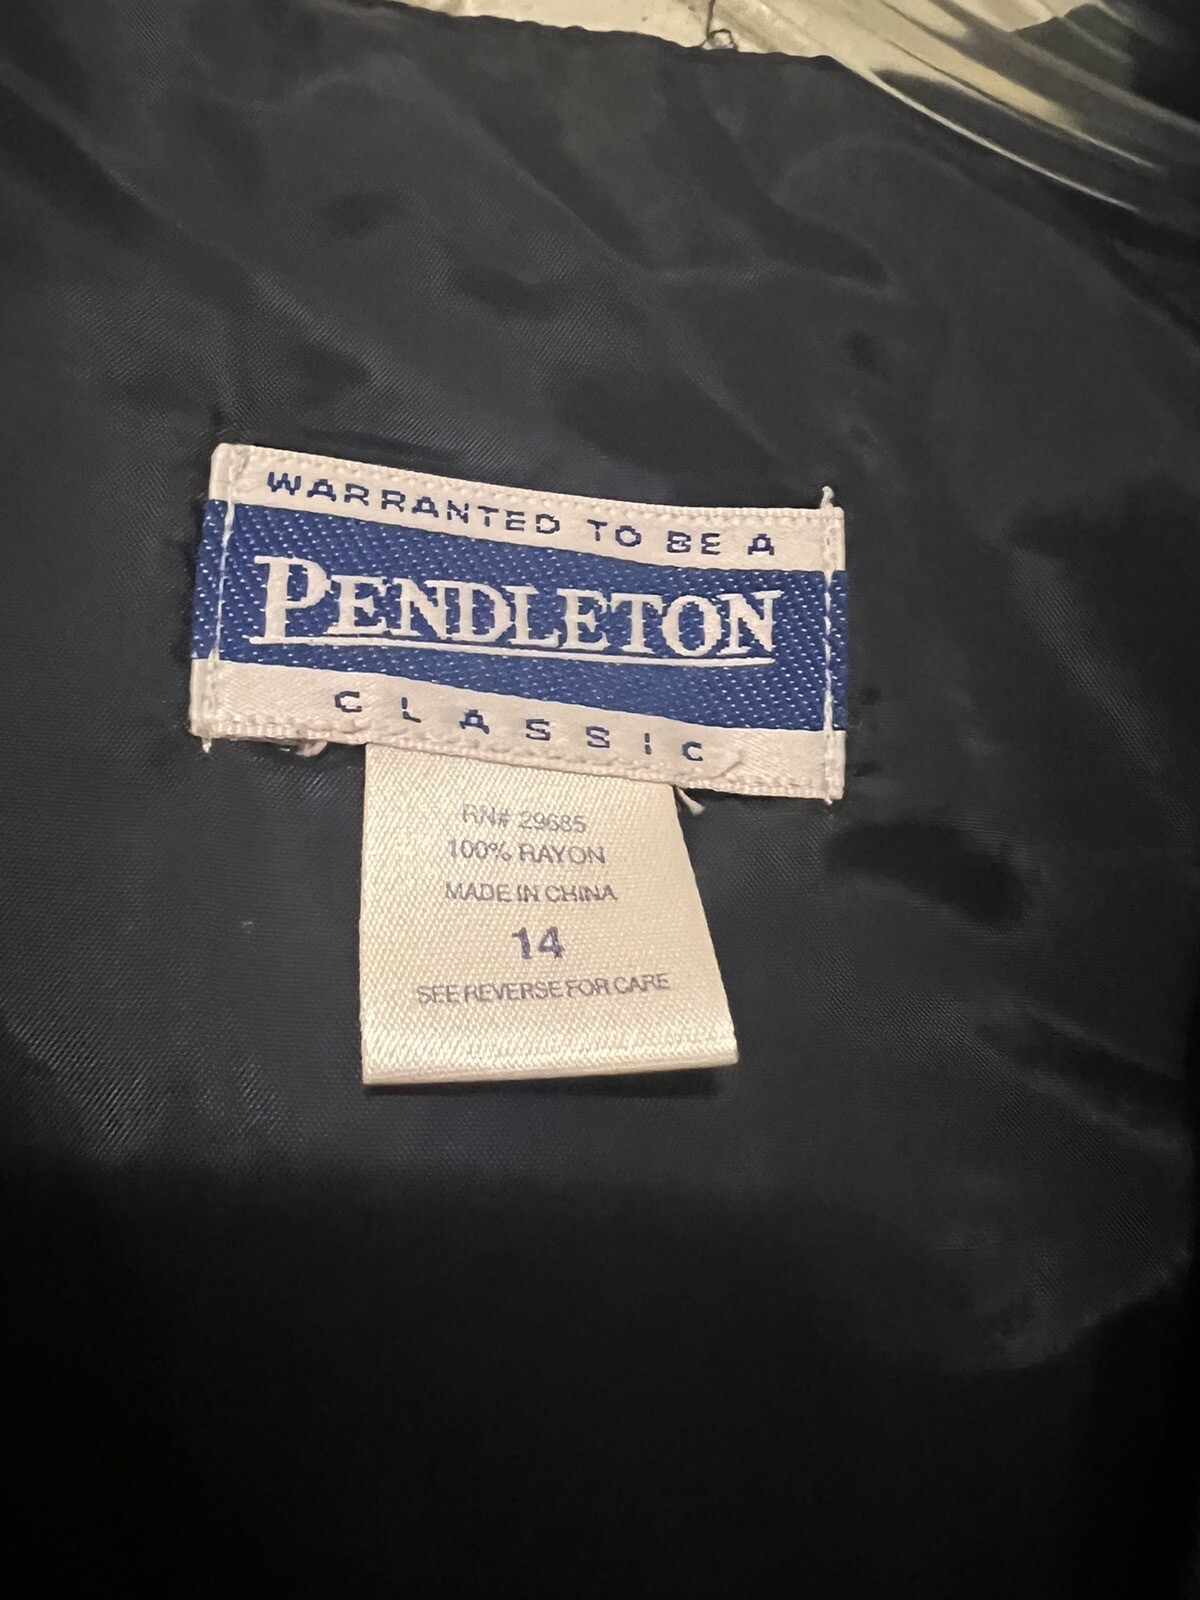 WARRANTED TO BE A
PENDLETON
CLASSIC
RN# 29685
100% RAYON
MADE IN CHINA
14
SEE REVERSE FOR CARE